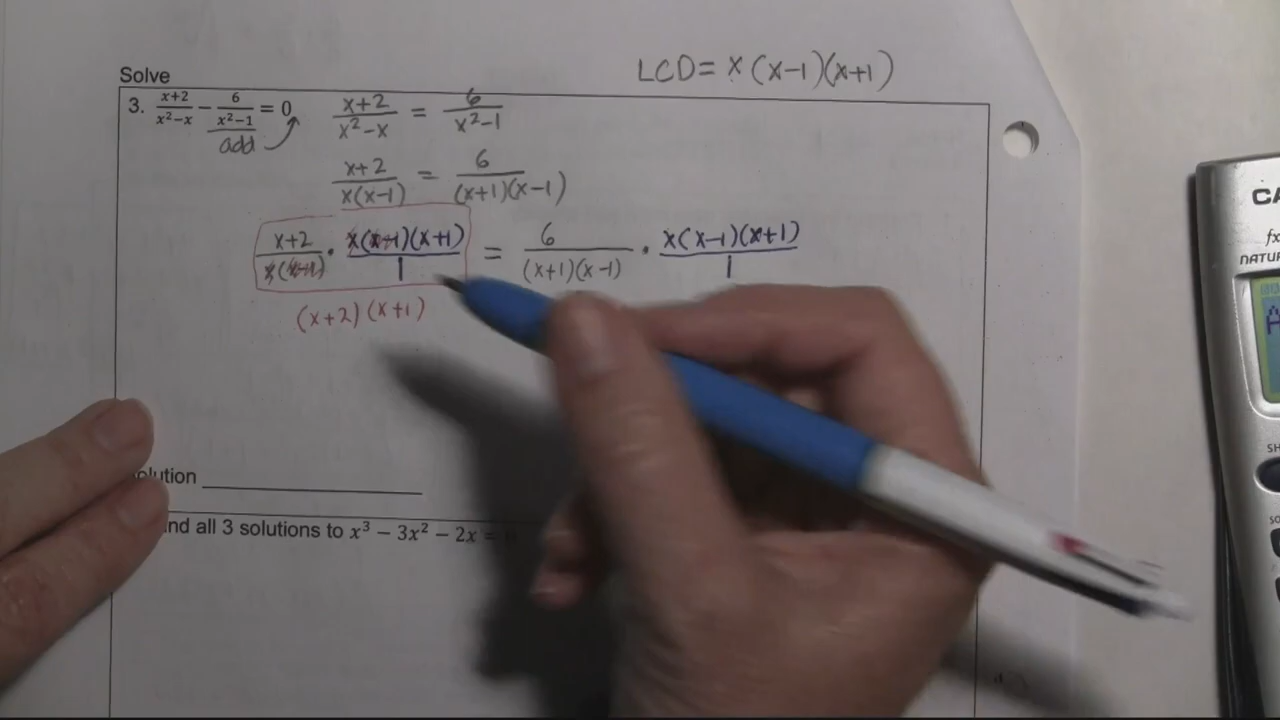 LCD = x(x-1)(x+1)
Solve
3. x+2/x²-x - 6/x²-1 = 0 x+2/x²-x = 6/x²-1
add
x+2/x(x-1) = 6/(x+1)(x-1)
x+2/x(x-1) · x(x-1)(x+1)/1 = 6/(x+1)(x-1) · x(x-1)(x+1)/1
(x+2)(x+1)
olution
nd all 3 solutions to x³ − 3x² − 2x =
CA
fx
NATUR
A
SH